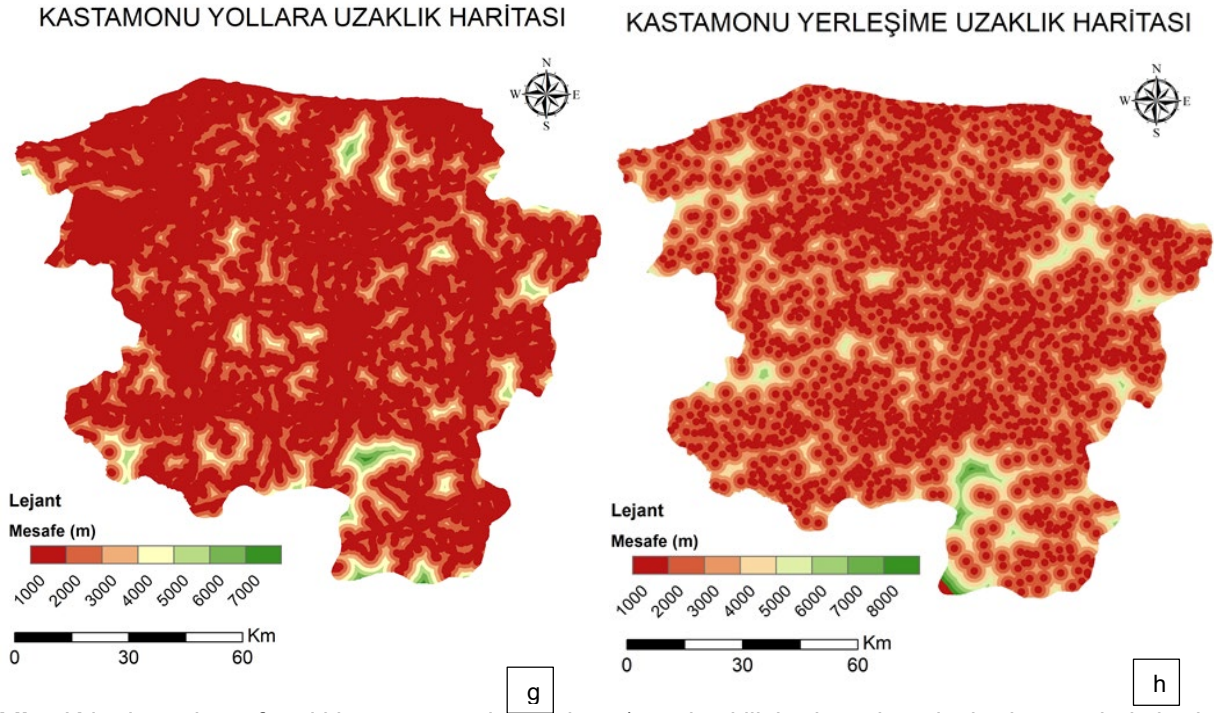 KASTAMONU YOLLARA UZAKLIK HARİTASI
N
W E
S
Lejant
Mesafe (m)
1000 2000 3000 4000 5000 6000 7000
Km
0 30 60
g
KASTAMONU YERLEŞİME UZAKLIK HARİTASI
N
W E
S
Lejant
Mesafe (m)
1000 2000 3000 4000 5000 6000 7000 8000
Km
0 30 60
h